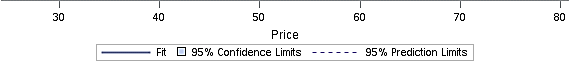 30 40 50 60 70 80
Price
Fit 95% Confidence Limits 95% Prediction Limits